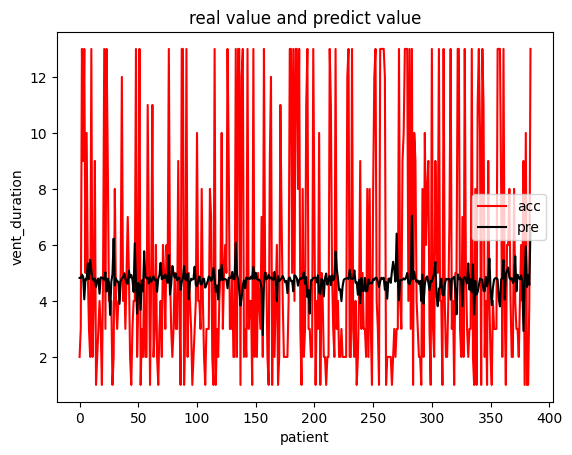 real value and predict value
vent_duration
12
10
8
6
4
2
acc
pre
0 50 100 150 200 250 300 350 400
patient